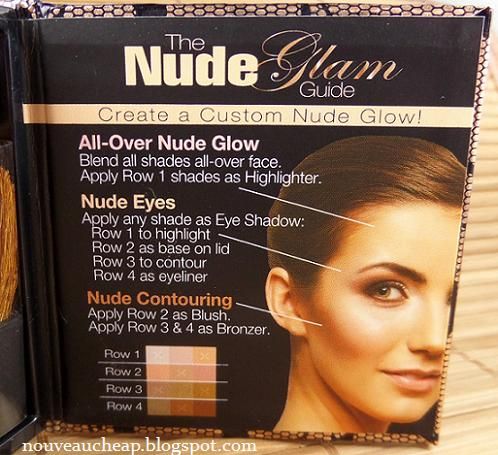 The
Nude Glam
Guide
Create a Custom Nude Glow!
All-Over Nude Glow
Blend all shades all-over face.
Apply Row 1 shades as Highlighter.
Nude Eyes
Apply any shade as Eye Shadow:
Row 1 to highlight
Row 2 as base on lid
Row 3 to contour
Row 4 as eyeliner
Nude Contouring
Apply Row 2 as Blush.
Apply Row 3 & 4 as Bronzer.
Row 1
Row 2
Row 3
Row 4
nouveaucheap.blogspot.com